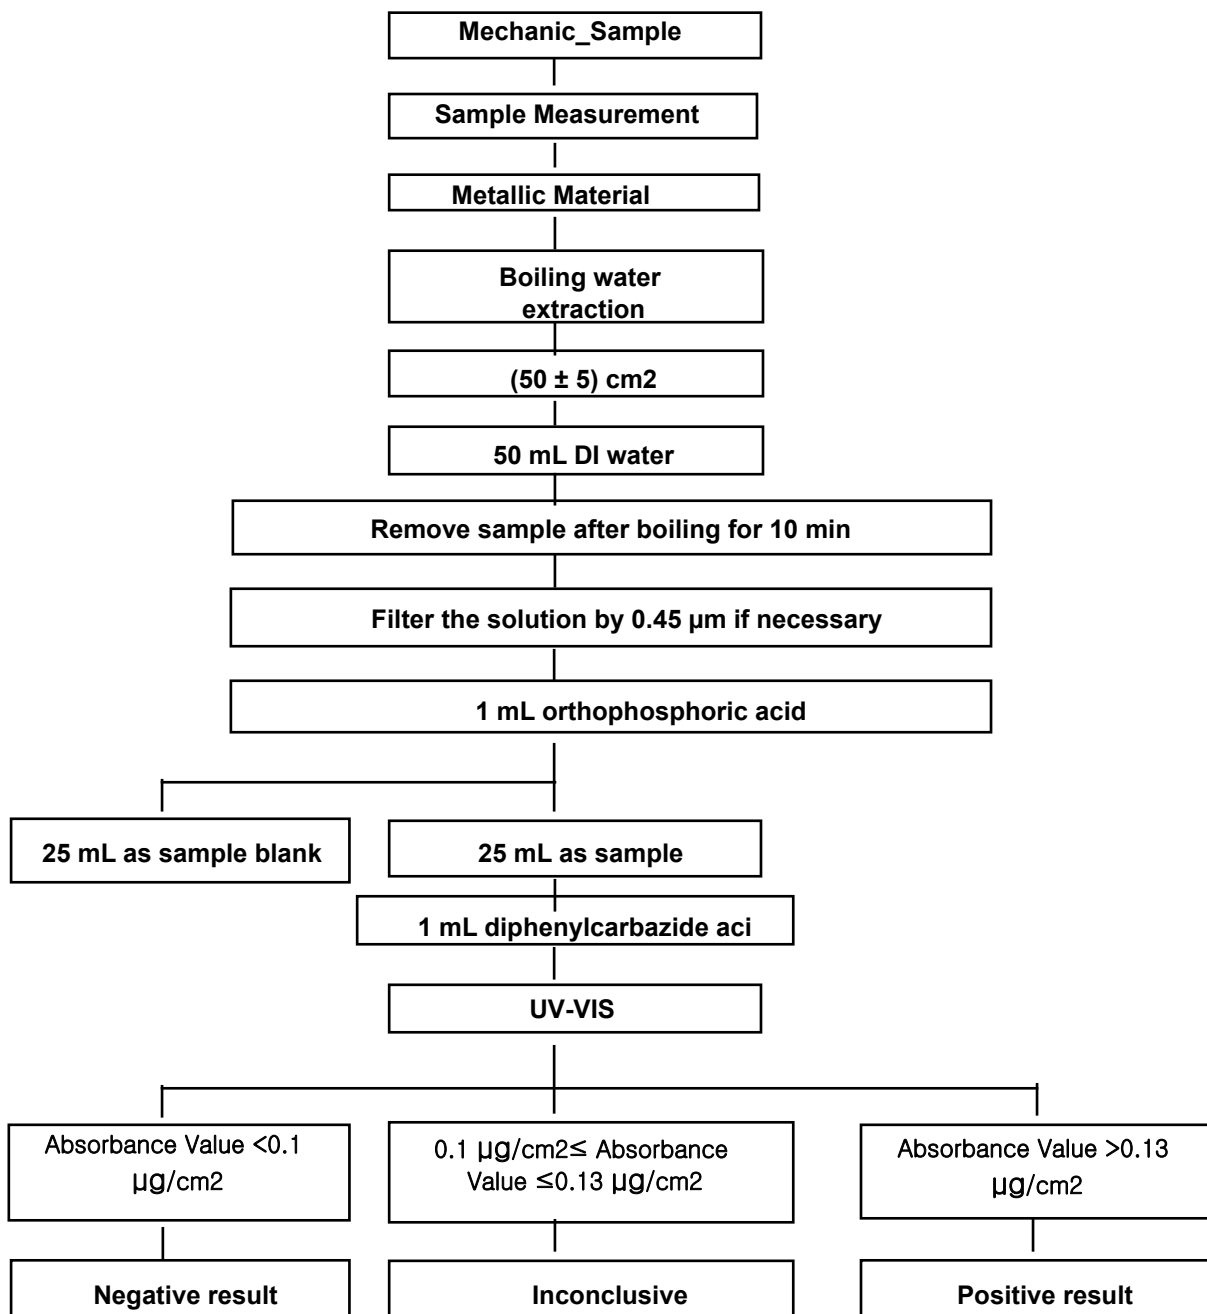 Mechanic_Sample
Sample Measurement
Metallic Material
Boiling water
extraction
(50 ± 5) cm2
50 mL DI water
Remove sample after boiling for 10 min
Filter the solution by 0.45 µm if necessary
1 mL orthophosphoric acid
25 mL as sample blank
25 mL as sample
1 mL diphenylcarbazide aci
UV-VIS
Absorbance Value <0.1
µg/cm2
0.1 µg/cm2≤ Absorbance
Value ≤0.13 µg/cm2
Absorbance Value >0.13
µg/cm2
Negative result
Inconclusive
Positive result